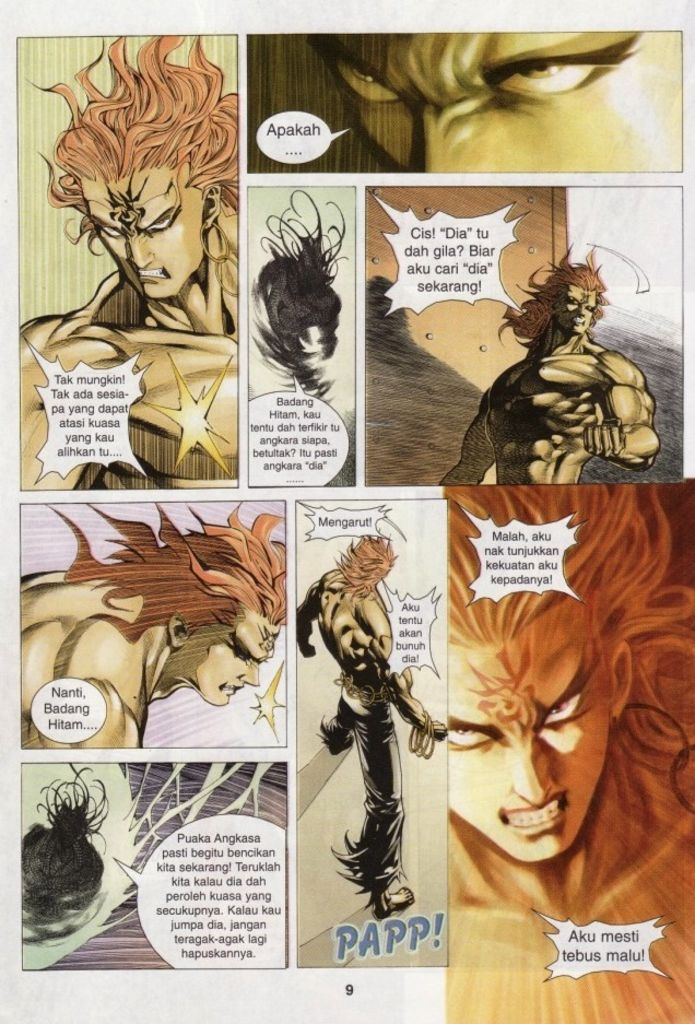 Apakah
....
Tak mungkin!
Tak ada sesia-
pa yang dapat
atasi kuasa
yang kau
alihkan tu....
Badang
Hitam, kau
tentu dah terfikir tu
angkara siapa,
betultak? Itu pasti
angkara "dia"
......
Cis! "Dia" tu
dah gila? Biar
aku cari "dia"
sekarang!
Nanti,
Badang
Hitam....
Puaka Angkasa
pasti begitu bencikan
kita sekarang! Teruklah
kita kalau dia dah
peroleh kuasa yang
secukupnya. Kalau kau
jumpa dia, jangan
teragak-agak lagi
hapuskannya.
Mengarut!
Aku
tentu
akan
bunuh
dia!
PAPP!
Malah, aku
nak tunjukkan
kekuatan aku
kepadanya!
Aku mesti
tebus malu!
9